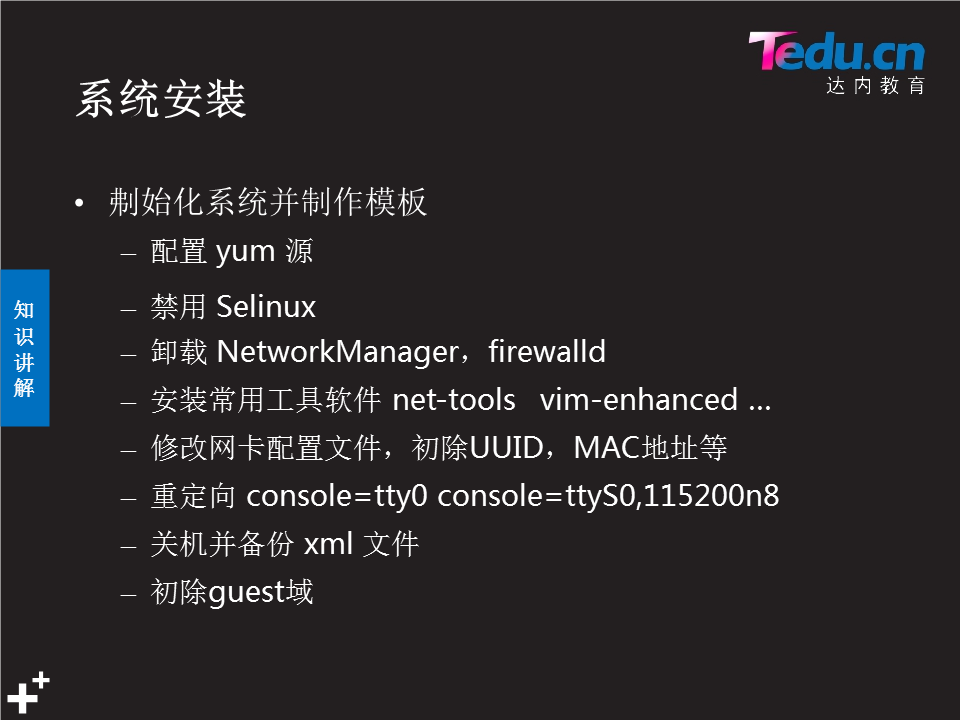 Tedu.cn
达内教育
系统安装
• 剃始化系统并制作模板
– 配置 yum 源
– 禁用 Selinux
– 卸载 NetworkManager，firewalld
– 安装常用工具软件 net-tools vim-enhanced ...
– 修改网卡配置文件，初除UUID，MAC地址等
– 重定向 console=tty0 console=ttyS0,115200n8
– 关机并备份 xml 文件
– 初除guest域
知
识
讲
解